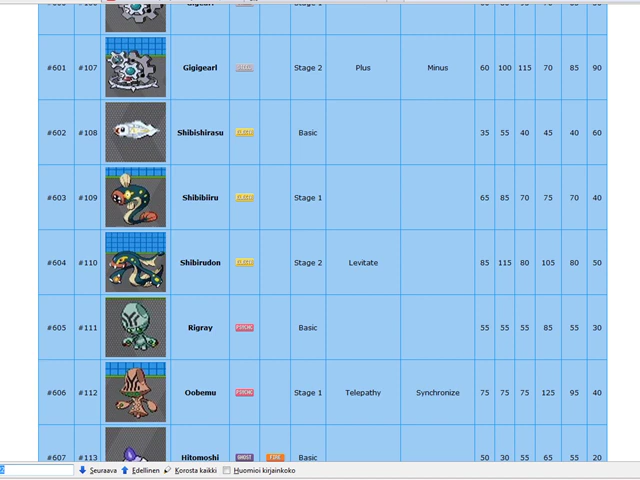 #601 #107 Gigigearl Stage 2 Plus Minus 60 100 115 70 85 90
#602 #108 Shibishirasu Basic 35 55 40 45 40 60
#603 #109 Shibibiiru Stage 1 65 85 70 75 70 40
#604 #110 Shibirudon Stage 2 Levitate 85 115 80 105 80 50
#605 #111 Rigray PSYCHC Basic 55 55 55 85 55 30
#606 #112 Oobemu PSYCHC Stage 1 Telepathy Synchronize 75 75 75 125 95 40
#607 #113 Hitomoshi GHOST FIRE Basic 50 30 55 65 55 20
Seuraava Edellinen Korosta kaikki Huomioi kirjainkoko